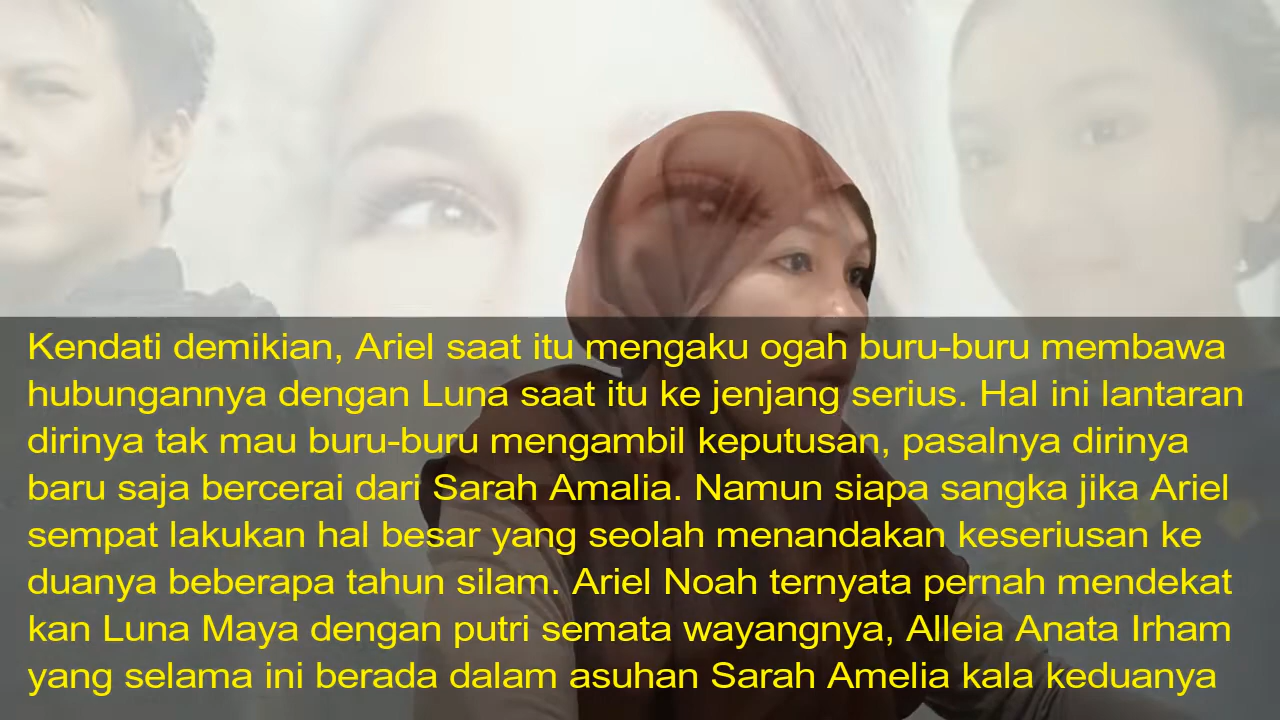 Kendati demikian, Ariel saat itu mengaku ogah buru-buru membawa
hubungannya dengan Luna saat itu ke jenjang serius. Hal ini lantaran
dirinya tak mau buru-buru mengambil keputusan, pasalnya dirinya
baru saja bercerai dari Sarah Amalia. Namun siapa sangka jika Ariel
sempat lakukan hal besar yang seolah menandakan keseriusan ke
duanya beberapa tahun silam. Ariel Noah ternyata pernah mendekat
kan Luna Maya dengan putri semata wayangnya, Alleia Anata Irham
yang selama ini berada dalam asuhan Sarah Amelia kala keduanya